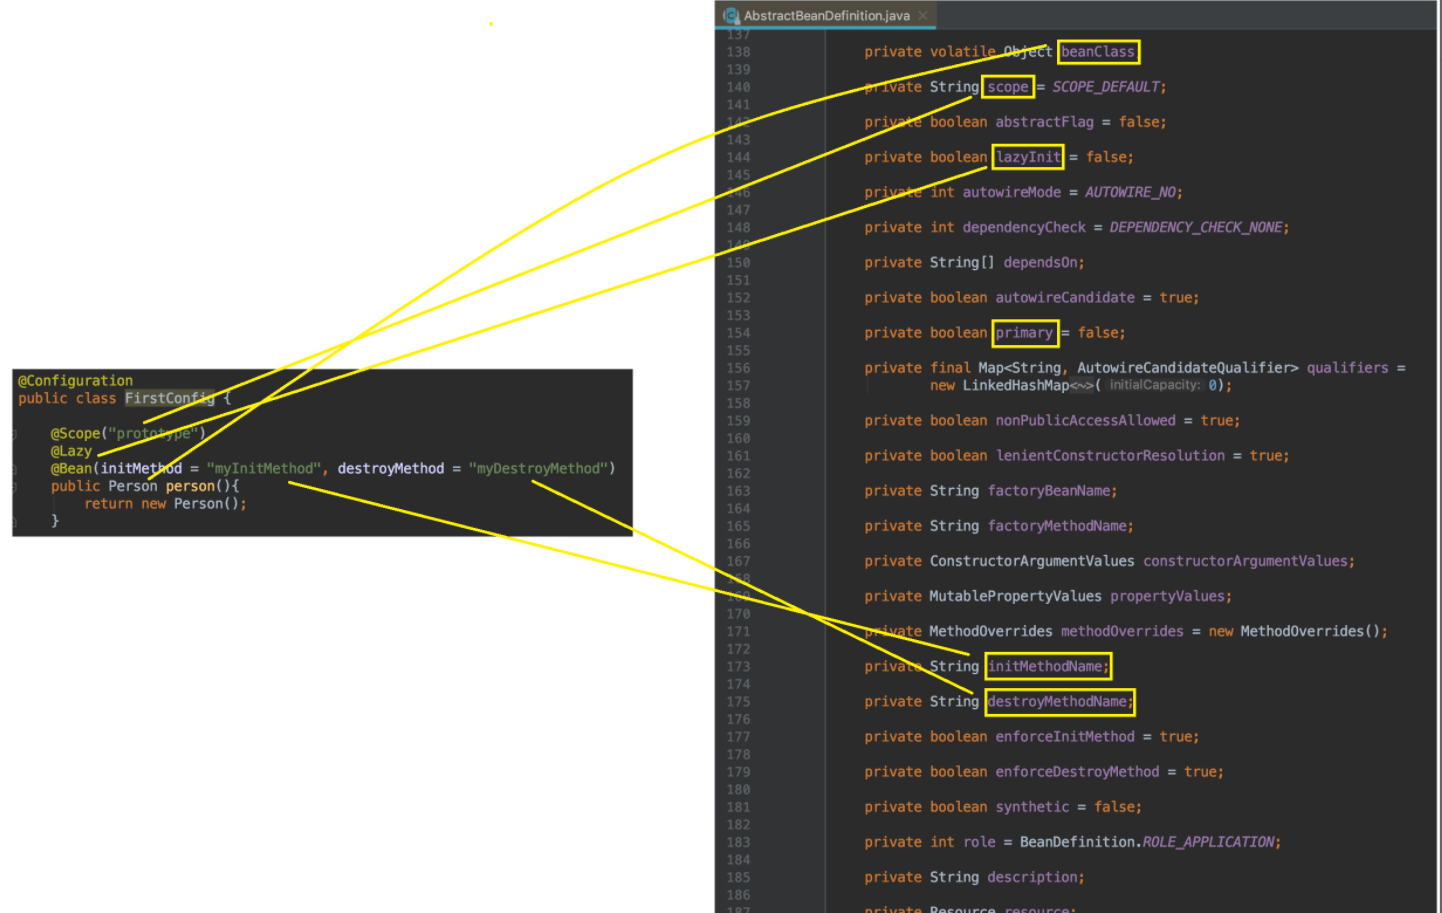 @Configuration
public class FirstConfig {
@Scope("prototype")
@Lazy
@Bean(initMethod = "myInitMethod", destroyMethod = "myDestroyMethod")
public Person person(){
return new Person();
}
AbstractBeanDefinition.java
137
138 private volatile Object beanClass
139
140 private String scope = SCOPE_DEFAULT;
141
142 private boolean abstractFlag = false;
143
144 private boolean lazyInit = false;
145
146 private int autowireMode = AUTOWIRE_NO;
147
148 private int dependencyCheck = DEPENDENCY_CHECK_NONE;
149
150 private String[] dependsOn;
151
152 private boolean autowireCandidate = true;
153
154 private boolean primary = false;
155
156 private final Map<String, AutowireCandidateQualifier> qualifiers =
157 new LinkedHashMap<~>( initialCapacity: 0);
158
159 private boolean nonPublicAccessAllowed = true;
160
161 private boolean lenientConstructorResolution = true;
162
163 private String factoryBeanName;
164
165 private String factoryMethodName;
166
167 private ConstructorArgumentValues constructorArgumentValues;
168
169 private MutablePropertyValues propertyValues;
170
171 private MethodOverrides methodOverrides = new MethodOverrides();
172
173 private String initMethodName;
174
175 private String destroyMethodName;
176
177 private boolean enforceInitMethod = true;
178
179 private boolean enforceDestroyMethod = true;
180
181 private boolean synthetic = false;
182
183 private int role = BeanDefinition.ROLE_APPLICATION;
184
185 private String description;
186
187 private Resource resource;